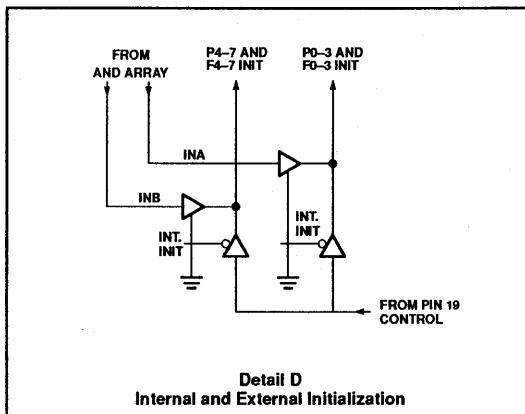 FROM
AND ARRAY
P4–7 AND
F4–7 INIT
P0–3 AND
F0–3 INIT
INA
INB
INT.
INIT
INT.
INIT
FROM PIN 19
CONTROL
Detail D
Internal and External Initialization